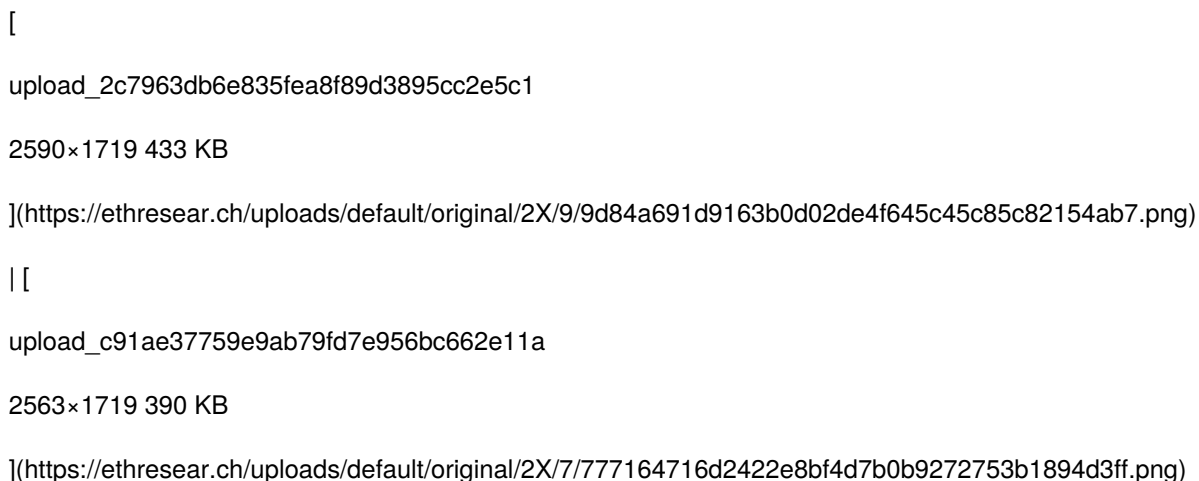 [
upload_2c7963db6e835fea8f89d3895cc2e5c1
2590×1719 433 KB
](https://ethresear.ch/uploads/default/original/2X/9/9d84a691d9163b0d02de4f645c45c85c82154ab7.png)
| [
upload_c91ae37759e9ab79fd7e956bc662e11a
2563×1719 390 KB
](https://ethresear.ch/uploads/default/original/2X/7/777164716d2422e8bf4d7b0b9272753b1894d3ff.png)